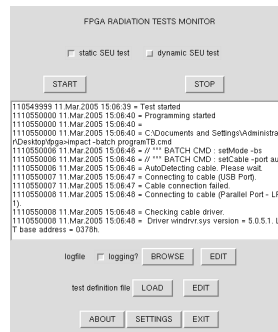 FPGA RADIATION TESTS MONITOR
static SEU test dynamic SEU test
START STOP
110549999 11.Mar.2005 15:06:39 = Test started
1110550000 11.Mar.2005 15:06:40 = Programming started
1110550000 11.Mar.2005 15:06:40 =
1110550000 11.Mar.2005 15:06:40 = C:\Documents and Settings\Administra
r\Desktop\fpga>impact -batch programTB.cmd
1110550006 11.Mar.2005 15:06:46 = // *** BATCH CMD : setMode -bs
1110550006 11.Mar.2005 15:06:46 = // *** BATCH CMD : setCable -port au
1110550006 11.Mar.2005 15:06:46 = AutoDetecting cable. Please wait.
1110550007 11.Mar.2005 15:06:47 = Connecting to cable (USB Port).
1110550007 11.Mar.2005 15:06:47 = Cable connection failed.
1110550008 11.Mar.2005 15:06:48 = Connecting to cable (Parallel Port - LP
1).
1110550008 11.Mar.2005 15:06:48 = Checking cable driver.
1110550008 11.Mar.2005 15:06:48 = Driver windrvr.sys version = 5.0.5.1. L
T base address = 0378h.
logfile logging? BROWSE EDIT
test definition file LOAD EDIT
ABOUT SETTINGS EXIT